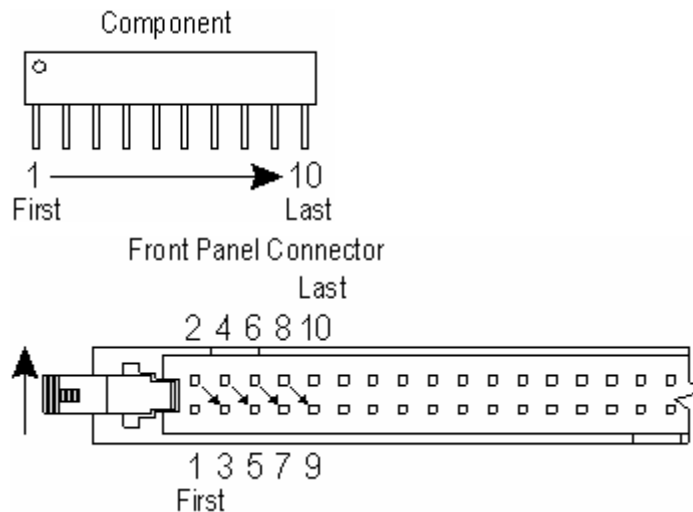 Component
1 10
First Last
Front Panel Connector
Last
2 4 6 8 10
1 3 5 7 9
First